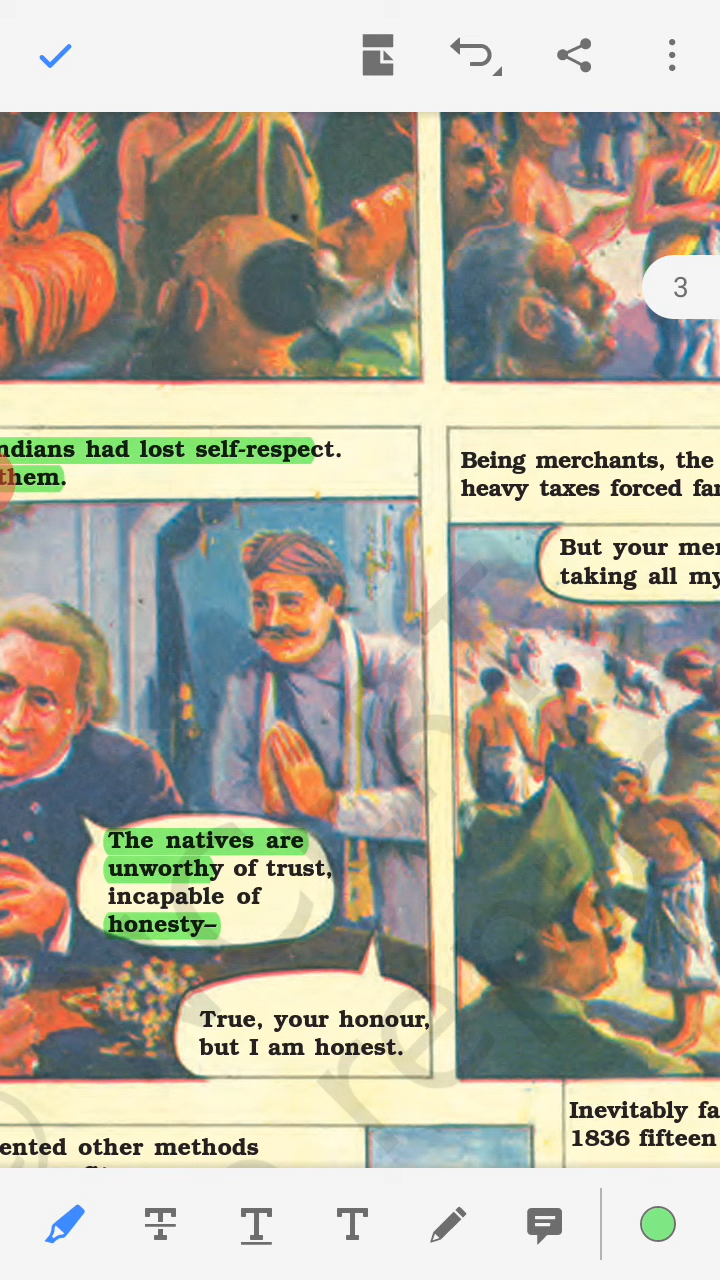 3
ndians had lost self-respect.
them.
Being merchants, the
heavy taxes forced far
But your mer
taking all my
The natives are
unworthy of trust,
incapable of
honesty–
True, your honour,
but I am honest.
ented other methods
Inevitably fa
1836 fifteen
T
T
T